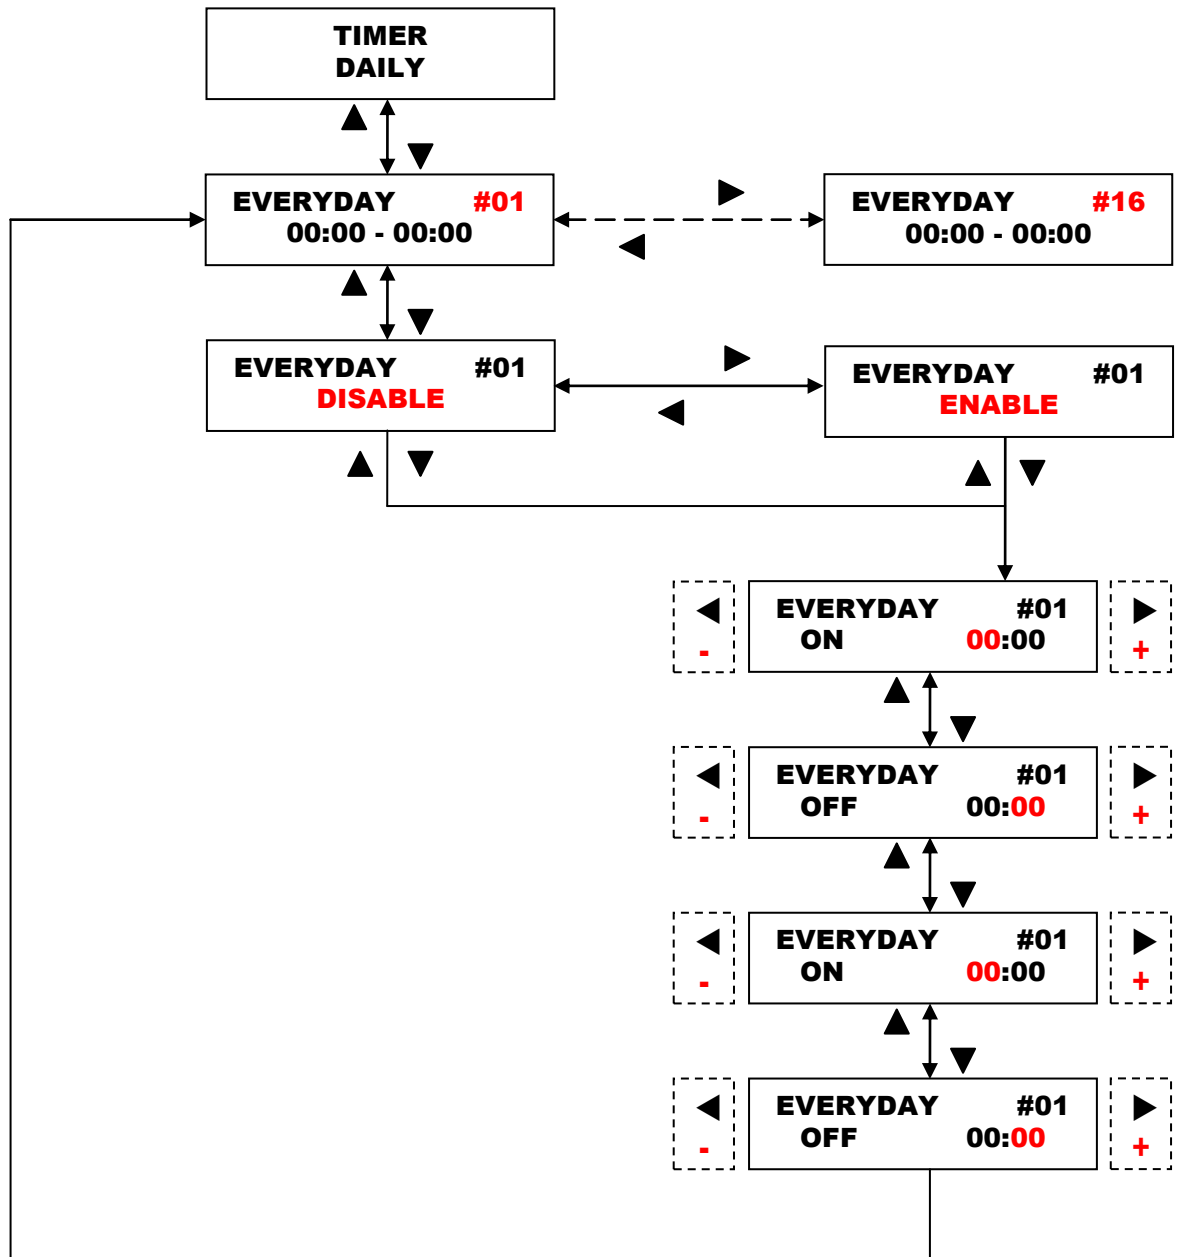 TIMER
DAILY
EVERYDAY #01
00:00 - 00:00
EVERYDAY #16
00:00 - 00:00
EVERYDAY #01
DISABLE
EVERYDAY #01
ENABLE
EVERYDAY #01
ON 00:00
-
+
EVERYDAY #01
OFF 00:00
-
+
EVERYDAY #01
ON 00:00
-
+
EVERYDAY #01
OFF 00:00
-
+